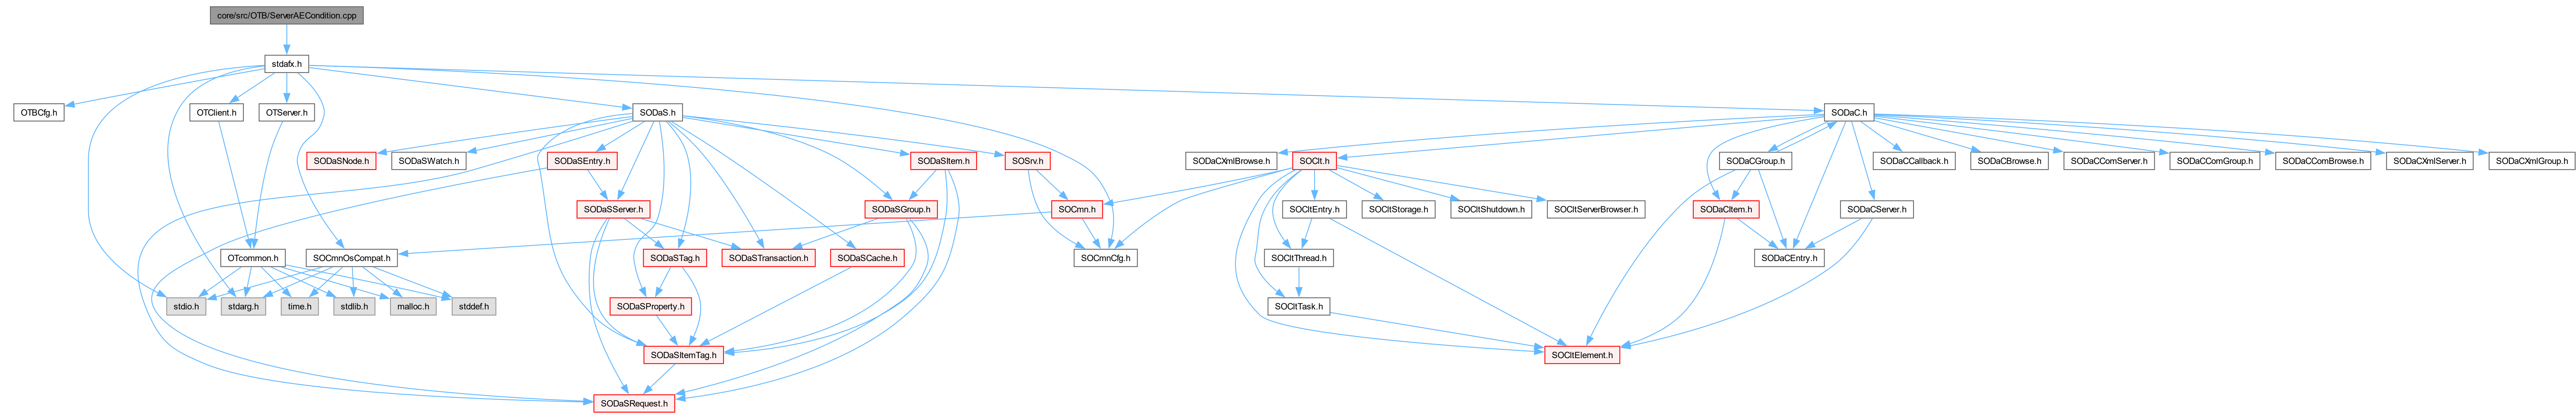 core/src/OTB/ServerAECondition.cpp
stdafx.h
OTBCfg.h
OTClient.h
OTServer.h
SODaS.h
SODaC.h
SODaSNode.h
SODaSWatch.h
SODaSEntry.h
SODaSItem.h
SOSrv.h
SODaCXmlBrowse.h
SOClt.h
SODaCGroup.h
SODaCCallback.h
SODaCBrowse.h
SODaCComServer.h
SODaCComGroup.h
SODaCComBrowse.h
SODaCXmlServer.h
SODaCXmlGroup.h
SODaSServer.h
SODaSGroup.h
SOCmn.h
SOCltEntry.h
SOCltStorage.h
SOCltShutdown.h
SOCltServerBrowser.h
SODaCItem.h
SODaCServer.h
OTcommon.h
SOCmnOsCompat.h
SODaSTag.h
SODaSTransaction.h
SODaSCache.h
SOCmnCfg.h
SOCltThread.h
SODaCEntry.h
stdio.h
stdarg.h
time.h
stdlib.h
malloc.h
stddef.h
SODaSProperty.h
SOCltTask.h
SODaSItemTag.h
SOCltElement.h
SODaSRequest.h